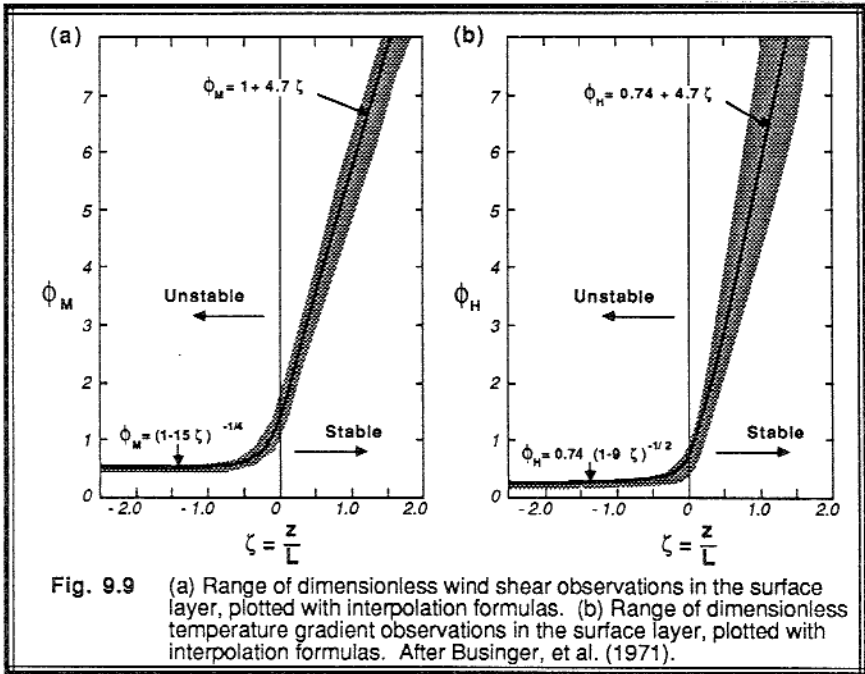 (a)
ϕM = 1 + 4.7 ζ
7
6
5
4
3
2
1
0
ϕM
Unstable
ϕM = (1-15 ζ)^-1/4
Stable
-2.0 -1.0 0 1.0 2.0
ζ = z/L
(b)
ϕH = 0.74 + 4.7 ζ
7
6
5
4
3
2
1
0
ϕH
Unstable
Stable
ϕH = 0.74 (1-9 ζ)^-1/2
-2.0 -1.0 0 1.0 2.0
ζ = z/L
Fig. 9.9 (a) Range of dimensionless wind shear observations in the surface
layer, plotted with interpolation formulas. (b) Range of dimensionless
temperature gradient observations in the surface layer, plotted with
interpolation formulas. After Businger, et al. (1971).